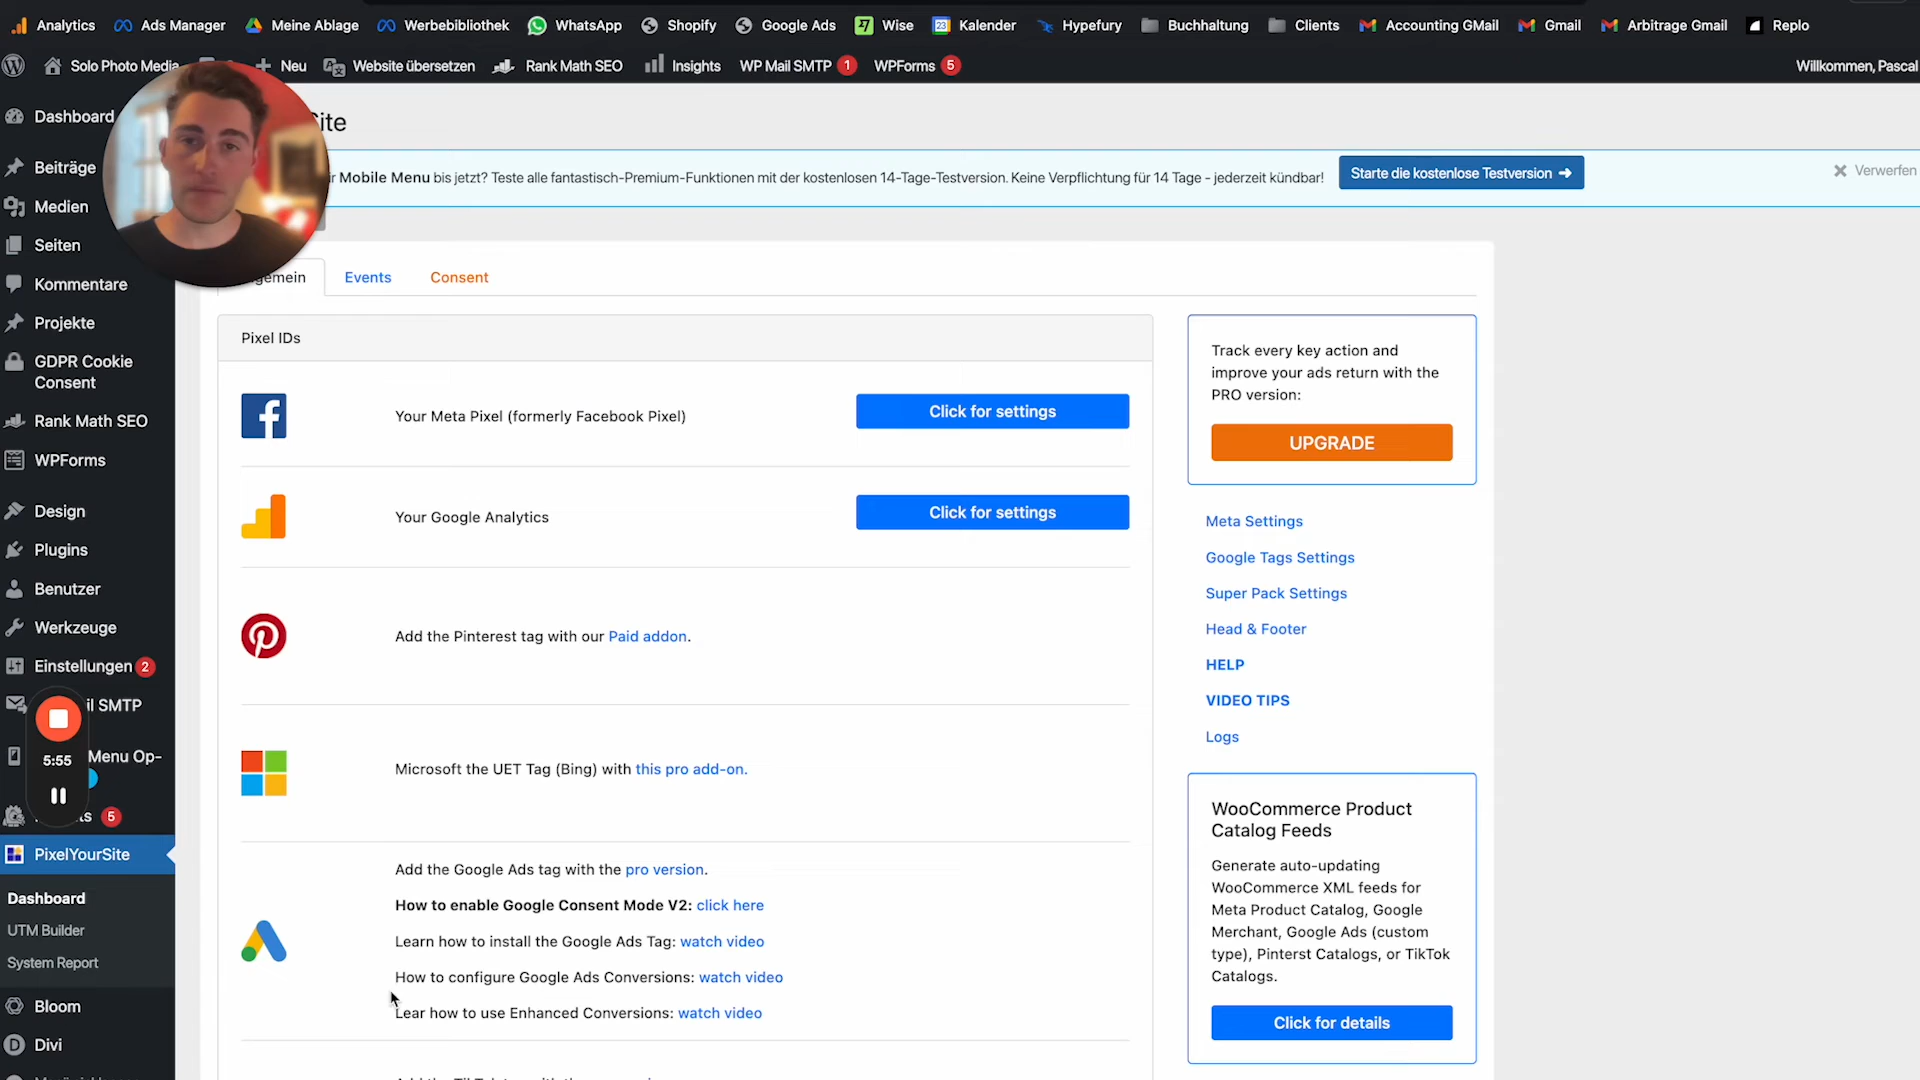 Analytics
Ads Manager
Meine Ablage
Werbebibliothek
WhatsApp
Shopify
Google Ads
Wise
23
Kalender
Hypefury
Buchhaltung
Clients
Accounting GMail
Gmail
Arbitrage Gmail
Replo
Solo Photo Media
Neu
Website übersetzen
Rank Math SEO
Insights
WP Mail SMTP 1
WPForms 5
Willkommen, Pascal
Dashboard
Beiträge
Medien
Seiten
Kommentare
Projekte
GDPR Cookie
Consent
Rank Math SEO
WPForms
Design
Plugins
Benutzer
Werkzeuge
Einstellungen 2
il SMTP
5:55
Menu Op-
5
PixelYourSite
Dashboard
UTM Builder
System Report
Bloom
Divi
Mobile Menu bis jetzt? Teste alle fantastisch-Premium-Funktionen mit der kostenlosen 14-Tage-Testversion. Keine Verpflichtung für 14 Tage - jederzeit kündbar!
Starte die kostenlose Testversion ➜
Verwerfen
gemein
Events
Consent
Pixel IDs
Your Meta Pixel (formerly Facebook Pixel)
Click for settings
Your Google Analytics
Click for settings
Add the Pinterest tag with our Paid addon.
Microsoft the UET Tag (Bing) with this pro add-on.
Add the Google Ads tag with the pro version.
How to enable Google Consent Mode V2: click here
Learn how to install the Google Ads Tag: watch video
How to configure Google Ads Conversions: watch video
Lear how to use Enhanced Conversions: watch video
Track every key action and
improve your ads return with the
PRO version:
UPGRADE
Meta Settings
Google Tags Settings
Super Pack Settings
Head & Footer
HELP
VIDEO TIPS
Logs
WooCommerce Product
Catalog Feeds
Generate auto-updating
WooCommerce XML feeds for
Meta Product Catalog, Google
Merchant, Google Ads (custom
type), Pinterst Catalogs, or TikTok
Catalogs.
Click for details